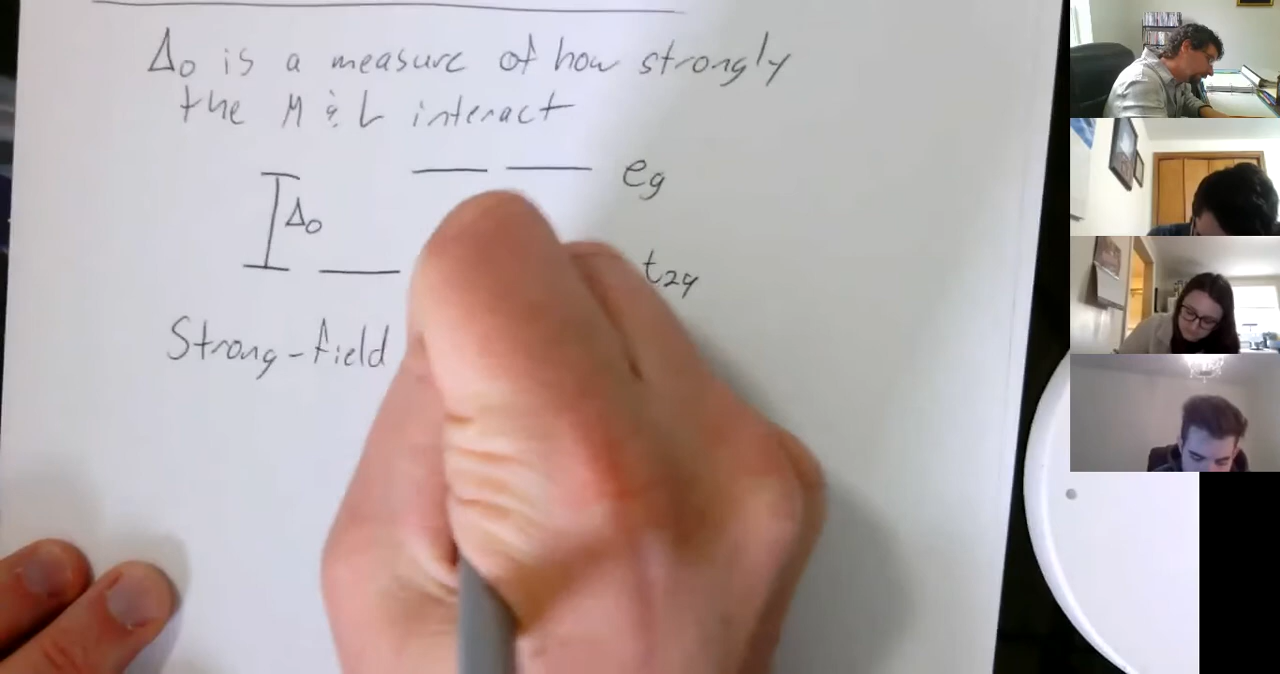 Δo is a measure of how strongly
the M & L interact
eg
Δo
t2g
Strong-field